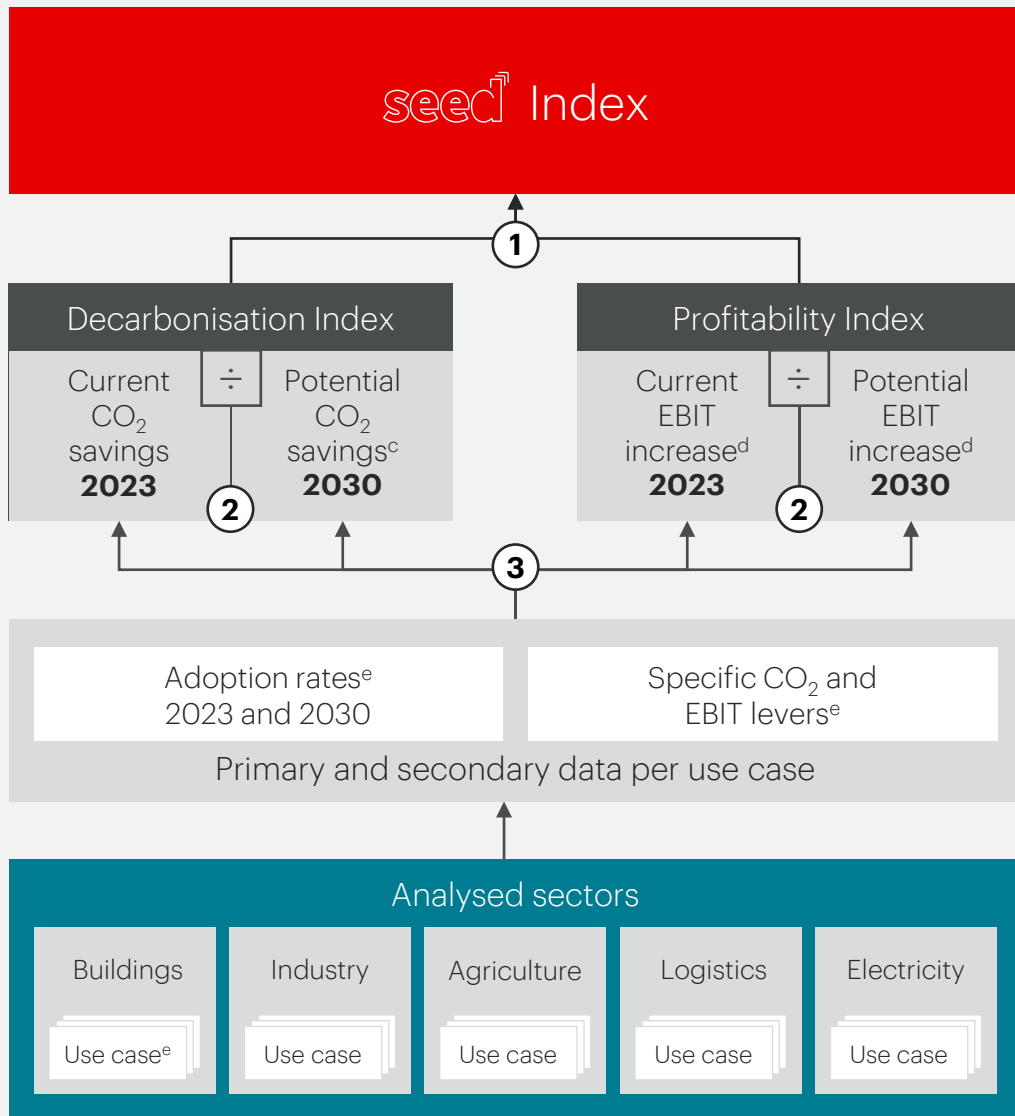 seed Index
1
Decarbonisation Index
Current
CO₂
savings
2023
÷
Potential
CO₂
savingsᶜ
2030
2
Profitability Index
Current
EBIT
increaseᵈ
2023
÷
Potential
EBIT
increaseᵈ
2030
2
3
Adoption ratesᵉ
2023 and 2030
Specific CO₂ and
EBIT leversᵉ
Primary and secondary data per use case
Analysed sectors
Buildings
Use caseᵉ
Industry
Use case
Agriculture
Use case
Logistics
Use case
Electricity
Use case